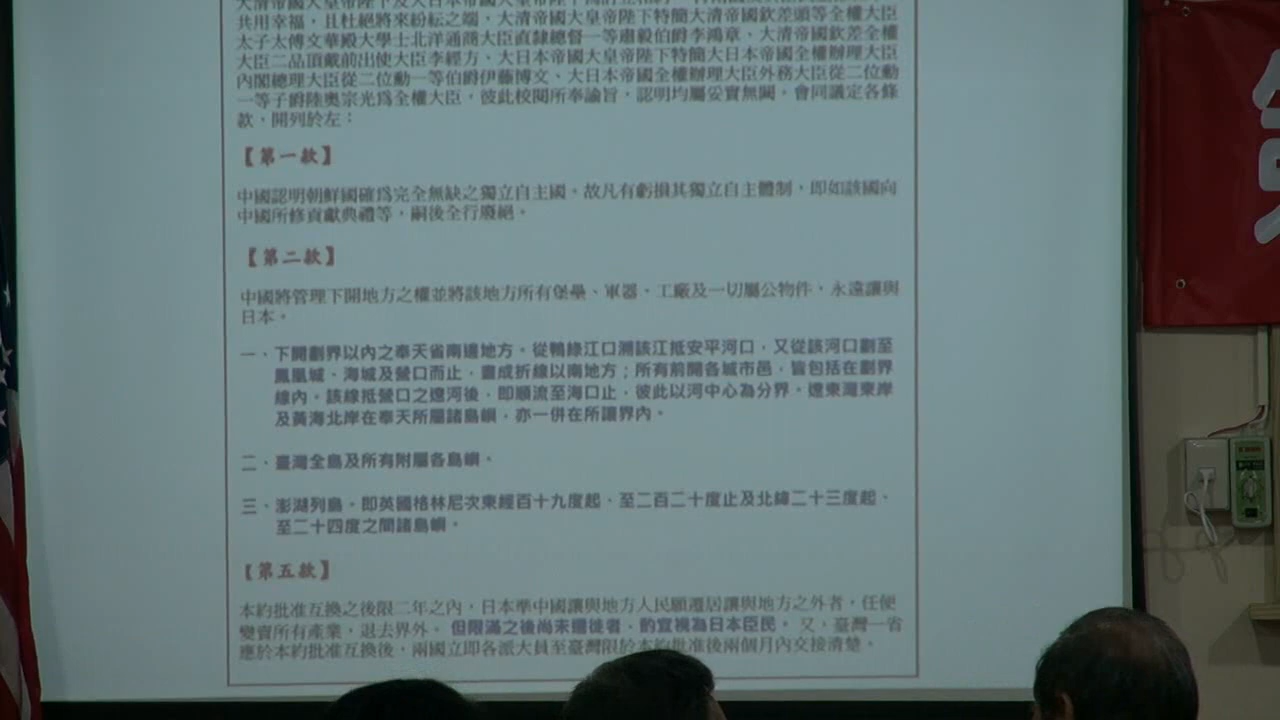 共用幸福，且杜絕將來紛紜之端，大清帝國大皇帝陛下特簡大清帝國欽差頭等全權大臣
太子太傅文華殿大學士北洋通商大臣直隸總督一等肅毅伯爵李鴻章，大清帝國欽差全權
大臣二品頂戴前出使大臣李經方、大日本帝國大皇帝陛下特簡大日本帝國全權辦理大臣
內閣總理大臣從二位勳一等伯爵伊藤博文、大日本帝國全權辦理大臣外務大臣從二位勳
一等子爵陸奧宗光爲全權大臣，彼此校閱所奉諭旨，認明均屬妥實無闕。會同議定各條
款，開列於左：
【第一款】
中國認明朝鮮國確爲完全無缺之獨立自主國。故凡有虧損其獨立自主體制，即如該國向
中國所修貢獻典禮等，嗣後全行廢絕。
【第二款】
中國將管理下開地方之權並將該地方所有堡壘、軍器、工廠及一切屬公物件，永遠讓與
日本。
一、下開劃界以內之奉天省南邊地方。從鴨綠江口溯該江抵安平河口，又從該河口劃至
鳳凰城、海城及營口而止，畫成折線以南地方；所有前開各城市邑，皆包括在劃界
線內。該線抵營口之遼河後，即順流至海口止，彼此以河中心為分界。遼東灣東岸
及黃海北岸在奉天所屬諸島嶼，亦一併在所讓界內。
二、臺灣全島及所有附屬各島嶼。
三、澎湖列島。即英國格林尼次東經百十九度起、至二百二十度止及北緯二十三度起、
至二十四度之間諸島嶼。
【第五款】
本約批准互換之後限二年之內，日本準中國讓與地方人民願遷居讓與地方之外者，任便
變賣所有產業，退去界外。但限滿之後尚未遷徙者，酌宜視為日本臣民。又，臺灣一省
應於本約批准互換後，兩國立即各派大員至臺灣限於本約批准後兩個月內交接清楚。